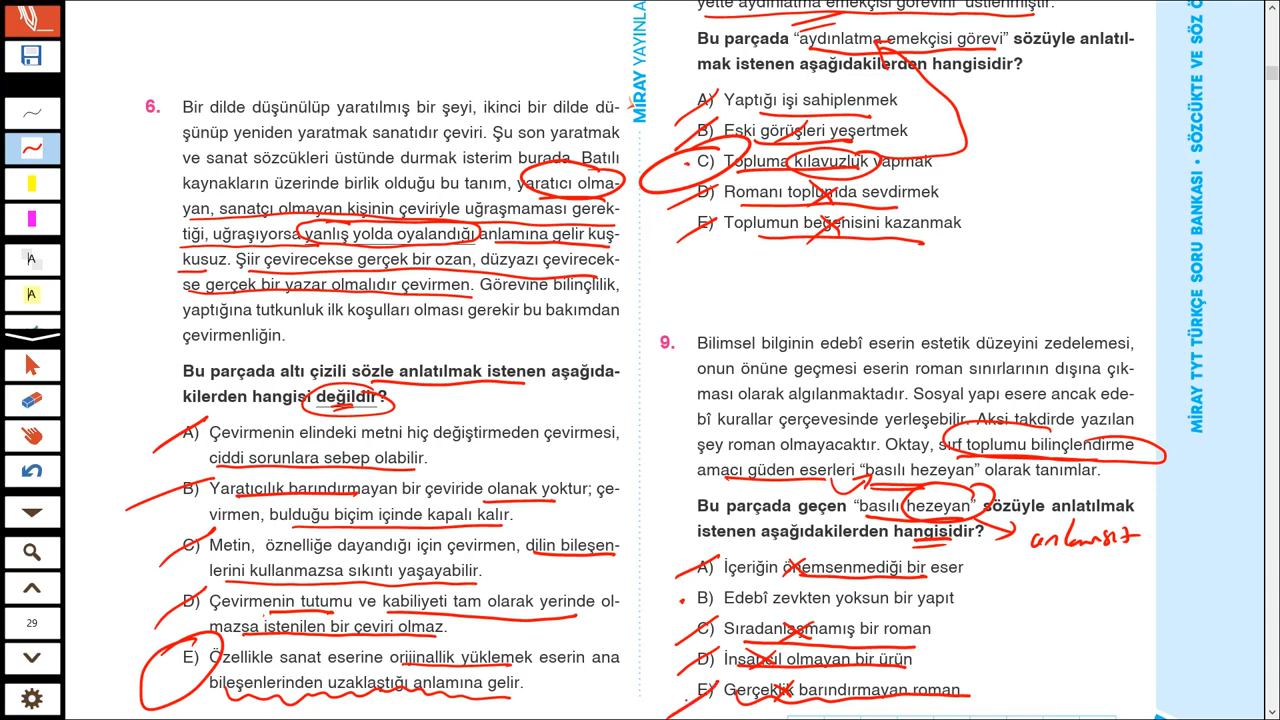 6. Bir dilde düşünülüp yaratılmış bir şeyi, ikinci bir dilde dü-
şünüp yeniden yaratmak sanatıdır çeviri. Şu son yaratmak
ve sanat sözcükleri üstünde durmak isterim burada. Batılı
kaynakların üzerinde birlik olduğu bu tanım, yaratıcı olma-
yan, sanatçı olmayan kişinin çeviriyle uğraşmaması gerek-
tiği, uğraşıyorsa yanlış yolda oyalandığı anlamına gelir kuş-
kusuz. Şiir çevirecekse gerçek bir ozan, düzyazı çevirecek-
se gerçek bir yazar olmalıdır çevirmen. Görevine bilinçlilik,
yaptığına tutkunluk ilk koşulları olması gerekir bu bakımdan
çevirmenliğin.
Bu parçada altı çizili sözle anlatılmak istenen aşağıda-
kilerden hangisi değildir?
A) Çevirmenin elindeki metni hiç değiştirmeden çevirmesi,
ciddi sorunlara sebep olabilir.
B) Yaratıcılık barındırmayan bir çeviride olanak yoktur; çe-
virmen, bulduğu biçim içinde kapalı kalır.
C) Metin, öznelliğe dayandığı için çevirmen, dilin bileşen-
lerini kullanmazsa sıkıntı yaşayabilir.
D) Çevirmenin tutumu ve kabiliyeti tam olarak yerinde ol-
mazsa istenilen bir çeviri olmaz.
E) Özellikle sanat eserine orijinallik yüklemek eserin ana
bileşenlerinden uzaklaştığı anlamına gelir.
MİRAY YAYINLA
yette aydınlatma emekçisi görevini üstlenmiştir.
Bu parçada “aydınlatma emekçisi görevi” sözüyle anlatıl-
mak istenen aşağıdakilerden hangisidir?
A) Yaptığı işi sahiplenmek
B) Eski görüşleri yeşertmek
C) Topluma kılavuzluk yapmak
D) Romanı toplumda sevdirmek
E) Toplumun beğenisini kazanmak
9. Bilimsel bilginin edebî eserin estetik düzeyini zedelemesi,
onun önüne geçmesi eserin roman sınırlarının dışına çık-
ması olarak algılanmaktadır. Sosyal yapı esere ancak ede-
bî kurallar çerçevesinde yerleşebilir. Aksi takdirde yazılan
şey roman olmayacaktır. Oktay, sırf toplumu bilinçlendirme
amacı güden eserleri “basılı hezeyan” olarak tanımlar.
Bu parçada geçen “basılı hezeyan” sözüyle anlatılmak
istenen aşağıdakilerden hangisidir?
anlamsız
A) İçeriğin önemsenmediği bir eser
B) Edebî zevkten yoksun bir yapıt
C) Sıradanlaşmamış bir roman
D) İnsancıl olmayan bir ürün
E) Gerçeklik barındırmayan roman
MİRAY TYT TÜRKÇE SORU BANKASI • SÖZCÜKTE VE SÖZ Ö
A
A
29